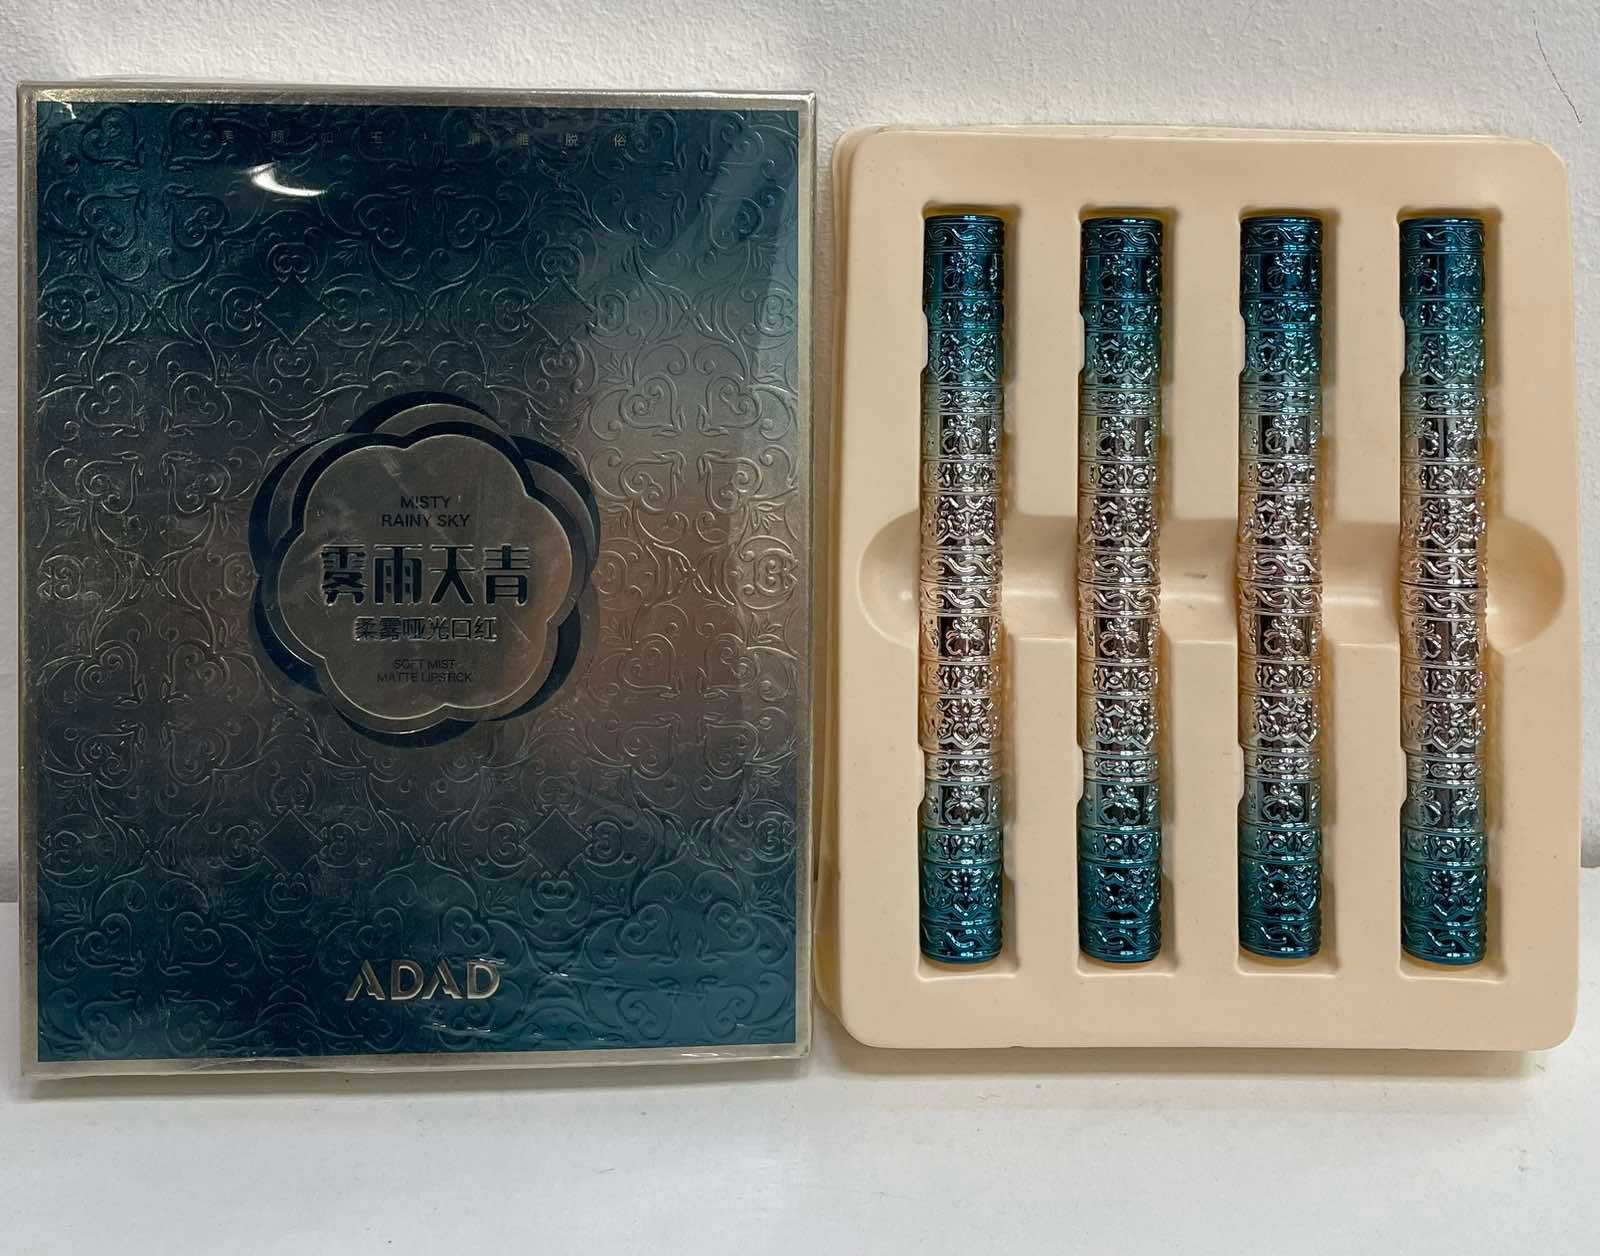 美 颜 如 玉 · 清 雅 脱 俗
MISTY
RAINY SKY
雾雨天青
柔雾哑光口红
SOFT MIST
MATTE LIPSTICK
ADAD